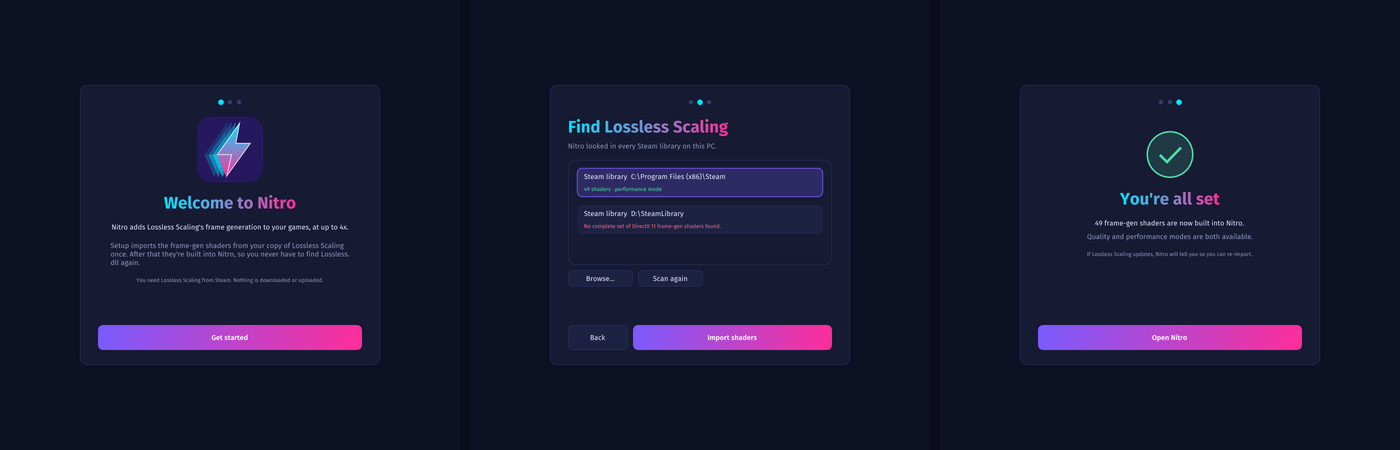 Welcome to Nitro
Nitro adds Lossless Scaling's frame generation to your games, at up to 4x.
Setup imports the frame-gen shaders from your copy of Lossless Scaling
once. After that they're built into Nitro, so you never have to find Lossless.
dll again.
You need Lossless Scaling from Steam. Nothing is downloaded or uploaded.
Get started
Find Lossless Scaling
Nitro looked in every Steam library on this PC.
Steam library C:\Program Files (x86)\Steam
49 shaders · performance mode
Steam library D:\SteamLibrary
No complete set of DirectX 11 frame-gen shaders found.
Browse...
Scan again
Back
Import shaders
You're all set
49 frame-gen shaders are now built into Nitro.
Quality and performance modes are both available.
If Lossless Scaling updates, Nitro will tell you so you can re-import.
Open Nitro